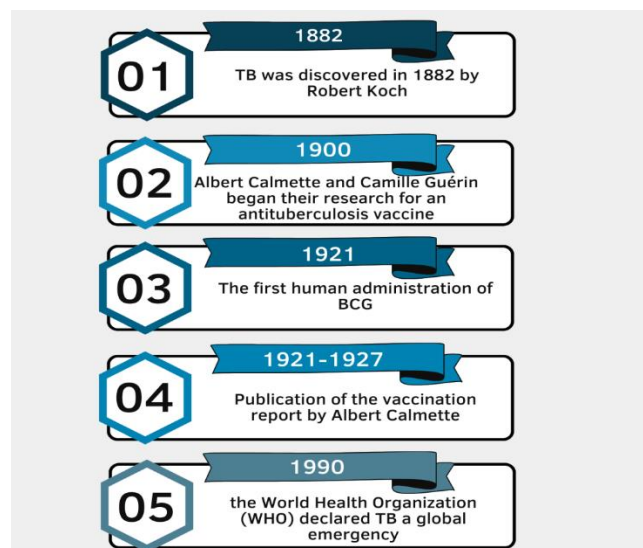 1882
01
TB was discovered in 1882 by
Robert Koch
1900
02
Albert Calmette and Camille Guérin
began their research for an
antituberculosis vaccine
1921
03
The first human administration of
BCG
1921-1927
04
Publication of the vaccination
report by Albert Calmette
1990
05
the World Health Organization
(WHO) declared TB a global
emergency